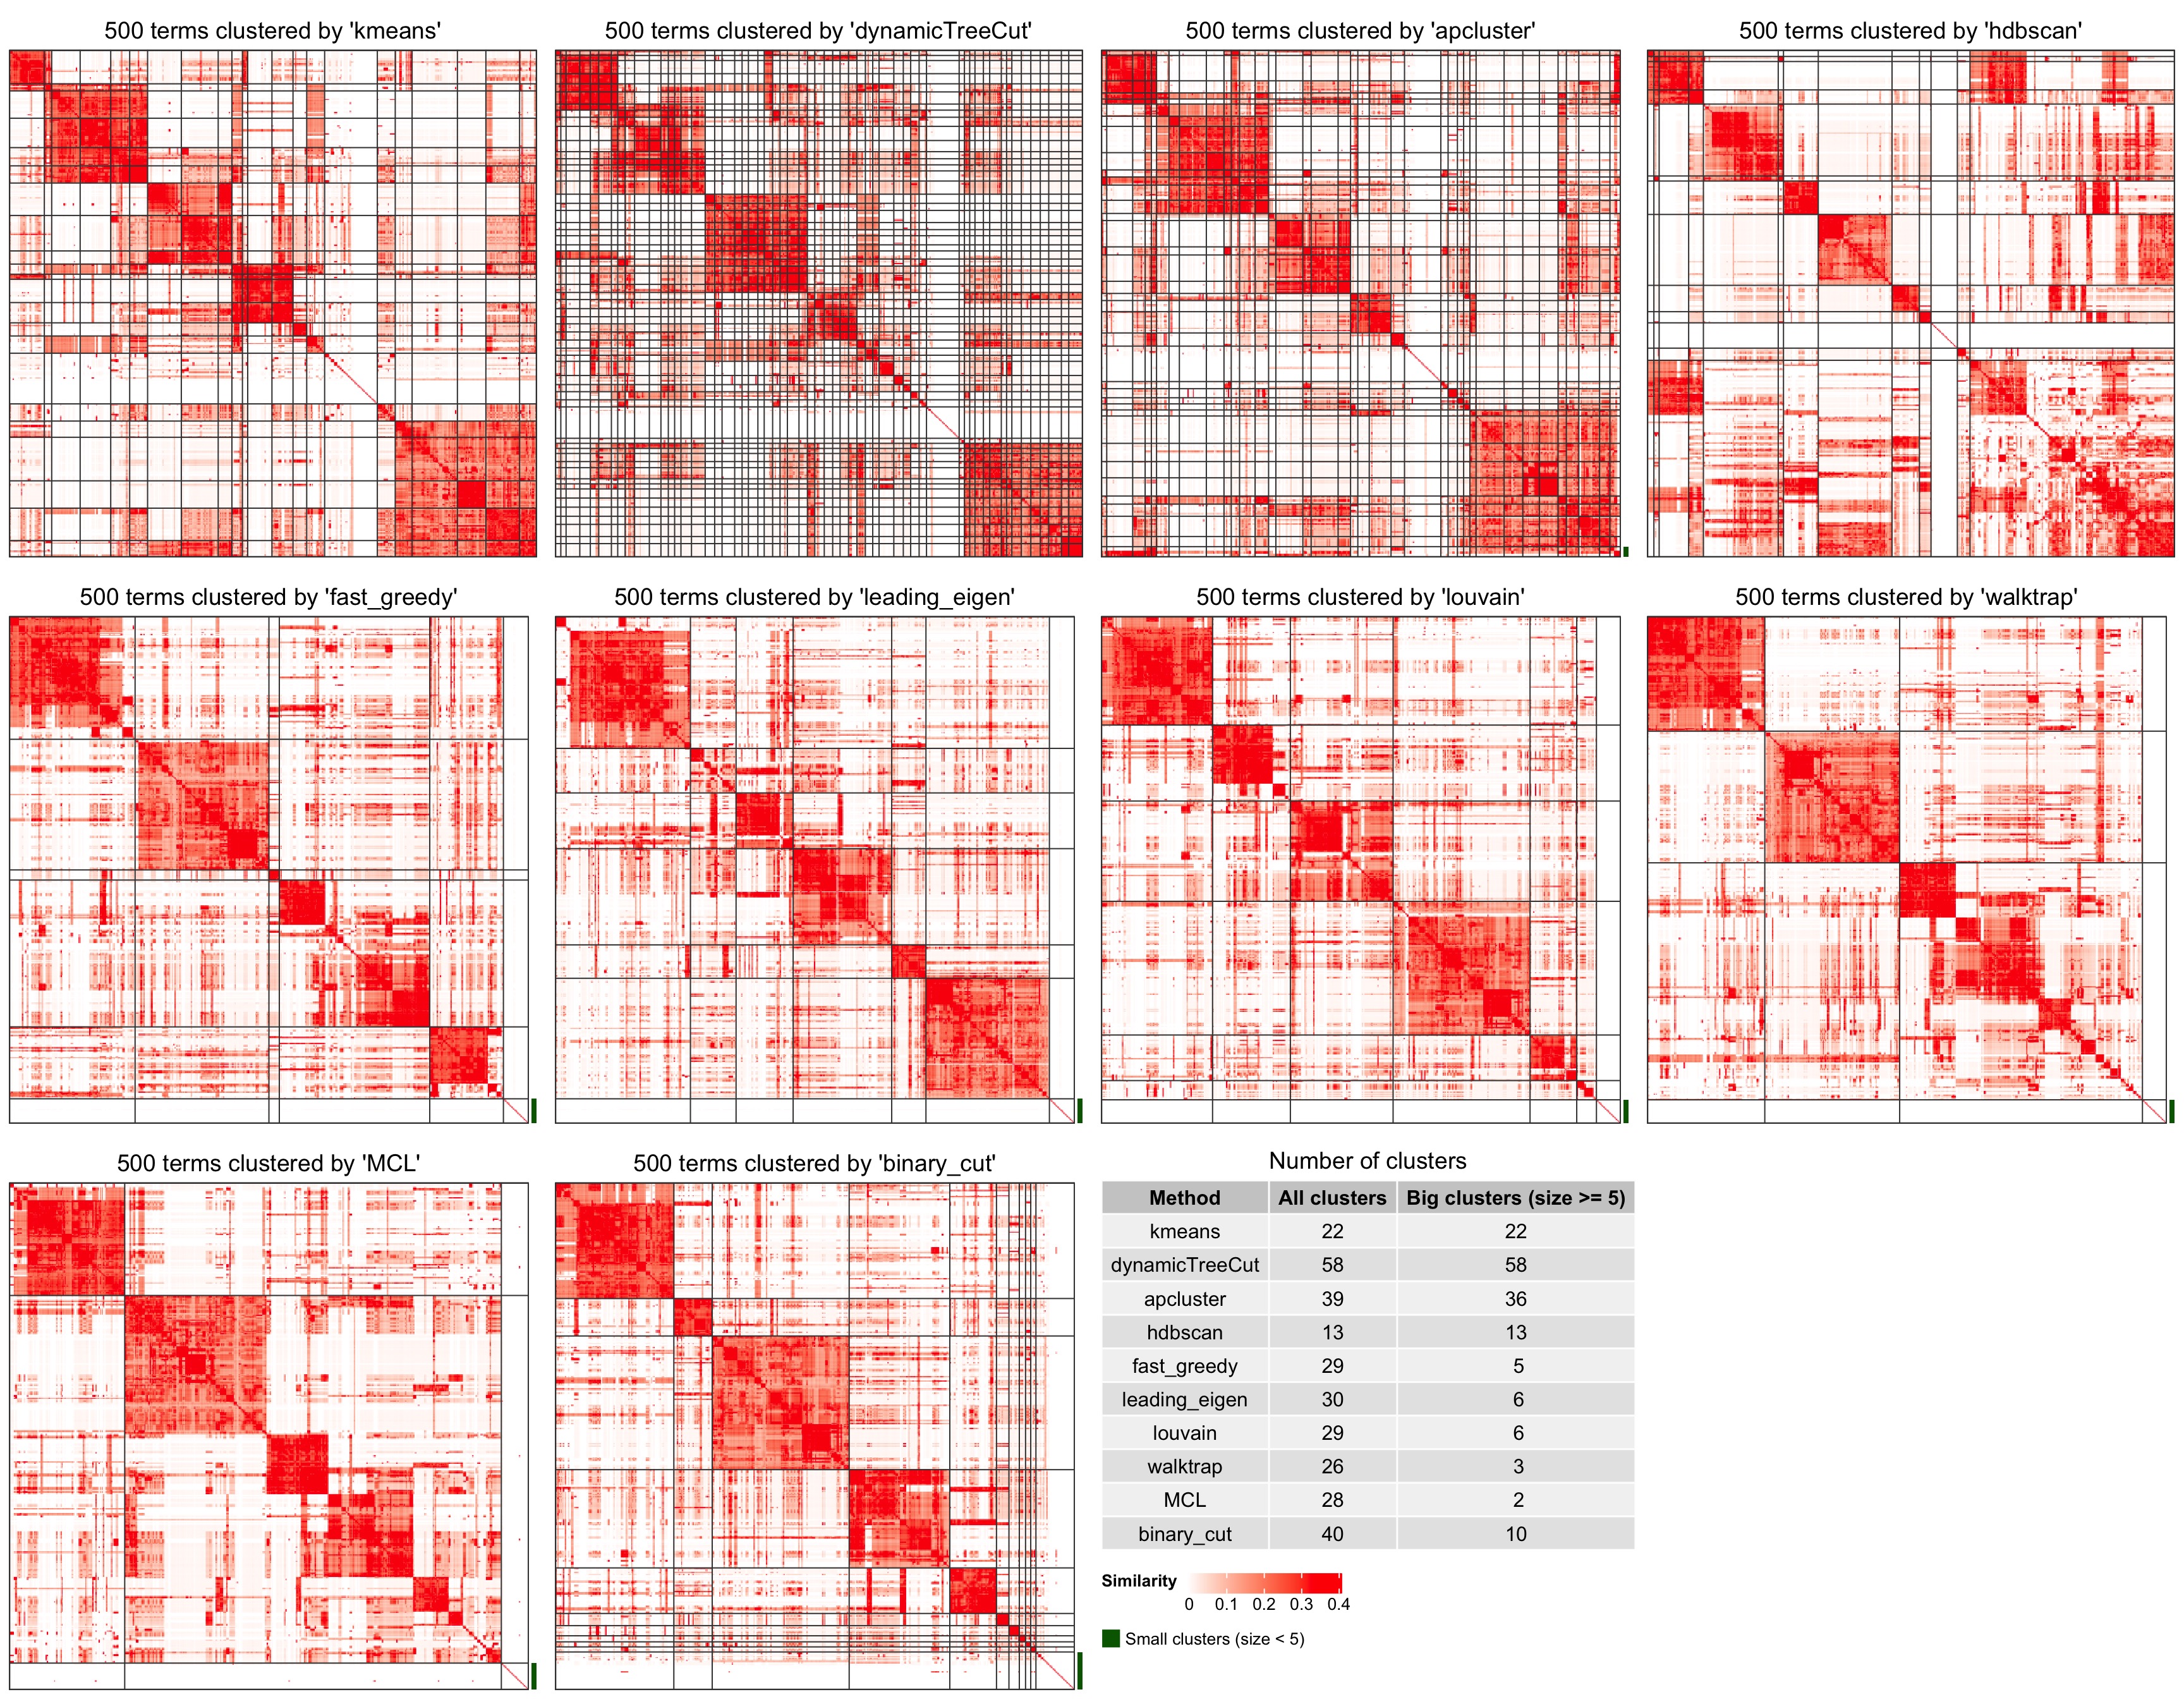 500 terms clustered by 'kmeans'
500 terms clustered by 'dynamicTreeCut'
500 terms clustered by 'apcluster'
500 terms clustered by 'hdbscan'
500 terms clustered by 'fast_greedy'
500 terms clustered by 'leading_eigen'
500 terms clustered by 'louvain'
500 terms clustered by 'walktrap'
500 terms clustered by 'MCL'
500 terms clustered by 'binary_cut'
Number of clusters
Method All clusters Big clusters (size >= 5)
kmeans 22 22
dynamicTreeCut 58 58
apcluster 39 36
hdbscan 13 13
fast_greedy 29 5
leading_eigen 30 6
louvain 29 6
walktrap 26 3
MCL 28 2
binary_cut 40 10
Similarity
0 0.1 0.2 0.3 0.4
Small clusters (size < 5)